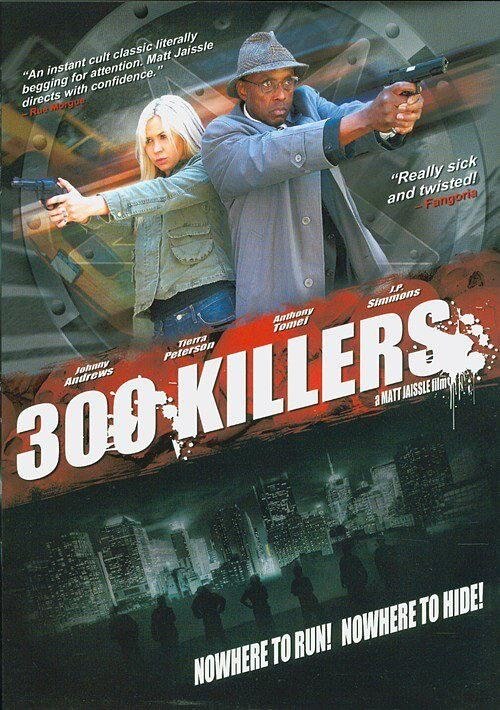 "An instant cult classic literally
begging for attention. Matt Jaissle
directs with confidence."
– Rue Morgue
"Really sick
and twisted!
– Fangoria
Johnny
Andrews
Tierra
Peterson
Anthony
Tomei
J.P.
Simmons
300 KILLERS
a MATT JAISSLE film
NOWHERE TO RUN! NOWHERE TO HIDE!